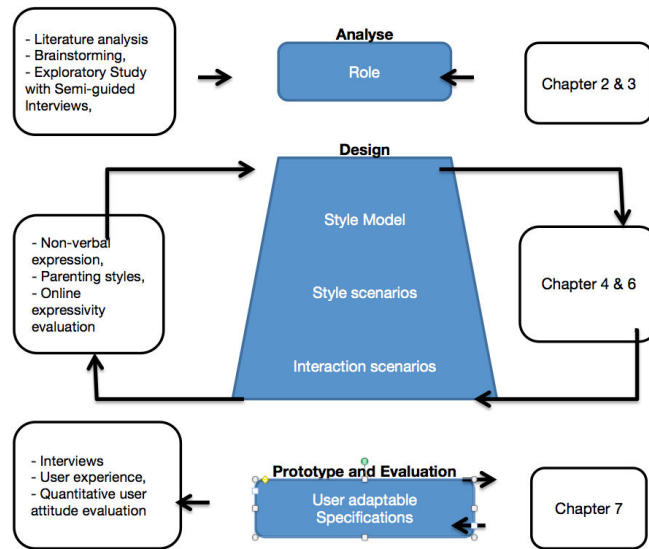 - Literature analysis
- Brainstorming,
- Exploratory Study
with Semi-guided
Interviews,
Analyse
Role
Chapter 2 & 3
Design
- Non-verbal
expression,
- Parenting styles,
- Online
expressivity
evaluation
Style Model
Style scenarios
Interaction scenarios
Chapter 4 & 6
- Interviews
- User experience,
- Quantitative user
attitude evaluation
Prototype and Evaluation
User adaptable
Specifications
Chapter 7